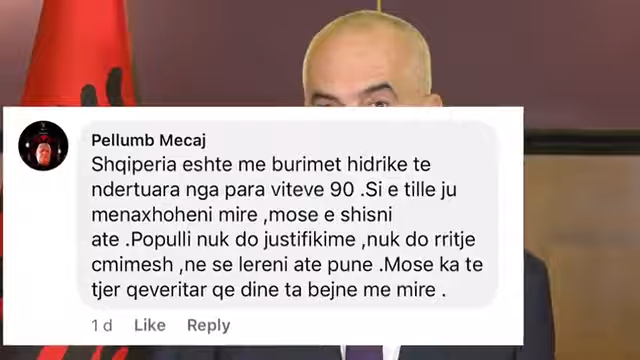 Pellumb Mecaj
Shqiperia eshte me burimet hidrike te
ndertuara nga para viteve 90 .Si e tille ju
menaxhoheni mire ,mose e shisni
ate .Populli nuk do justifikime ,nuk do rritje
cmimesh ,ne se lereni ate pune .Mose ka te
tjer qeveritar qe dine ta bejne me mire .
1 d Like Reply